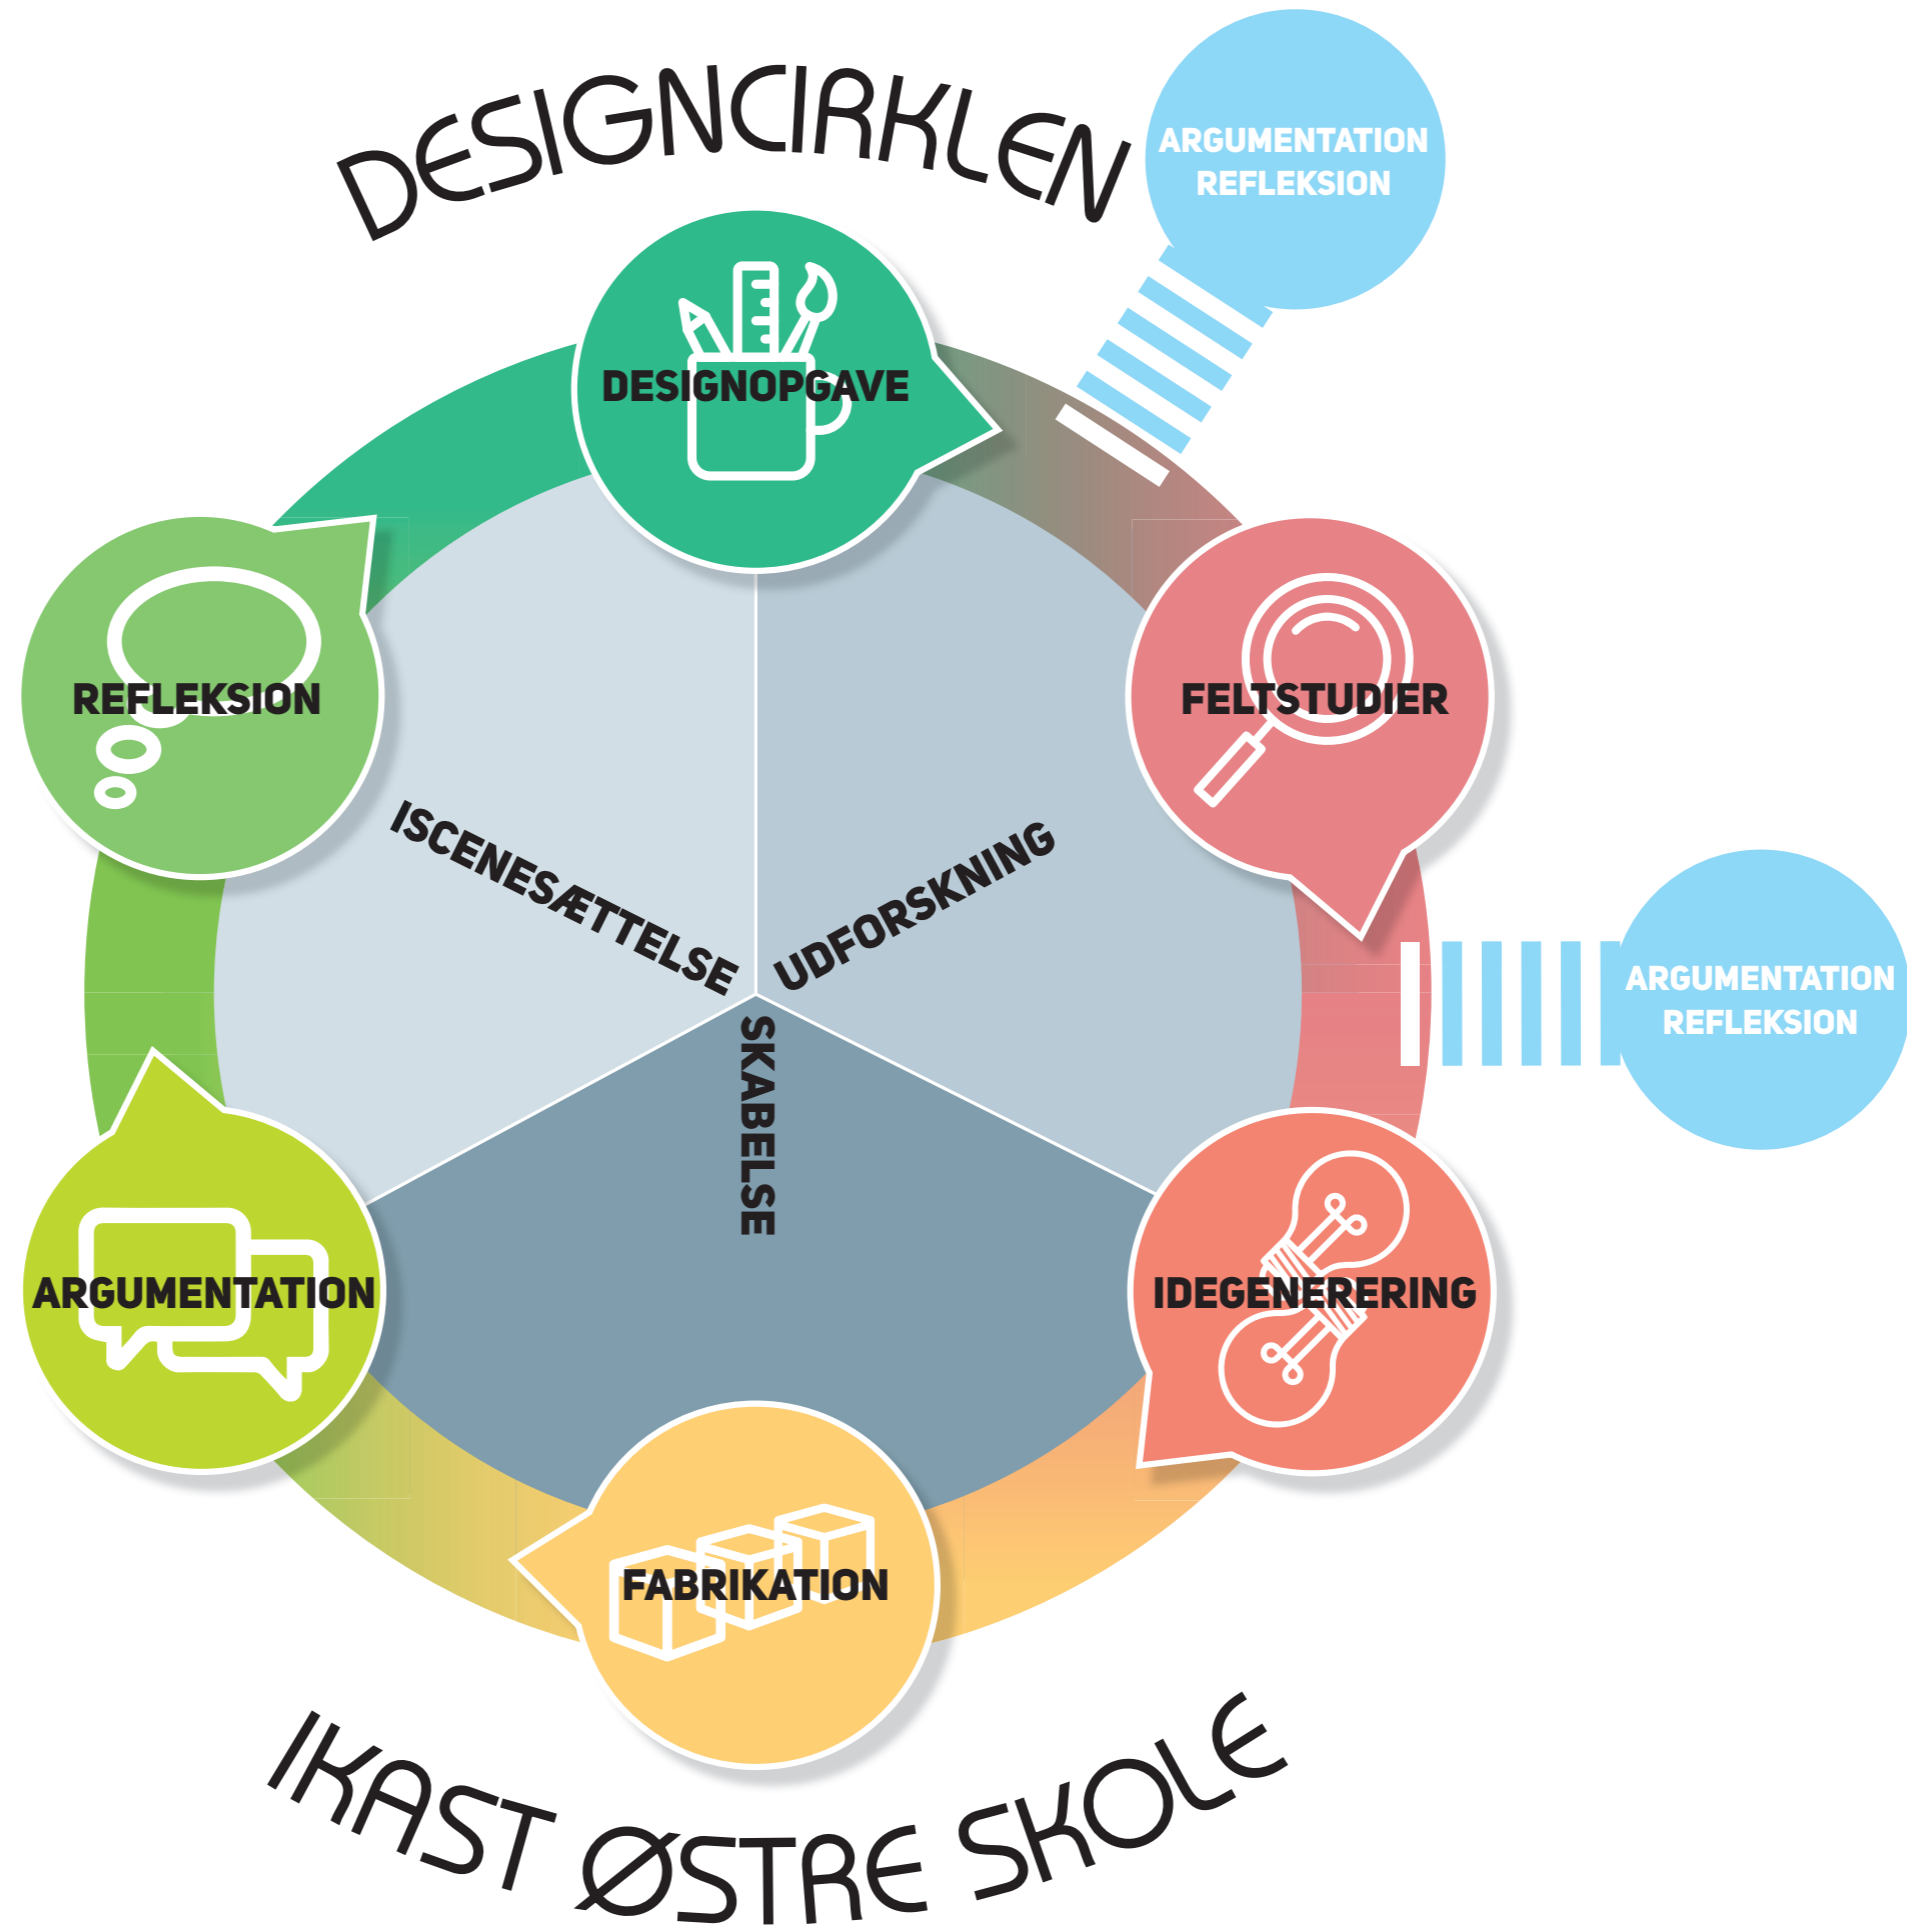 DESIGNCIRKLEN
ARGUMENTATION
REFLEKSION
DESIGNOPGAVE
FELTSTUDIER
REFLEKSION
ISCENESÆTTELSE
UDFORSKNING
SKABELSE
ARGUMENTATION
REFLEKSION
IDEGENERERING
ARGUMENTATION
FABRIKATION
IKAST ØSTRE SKOLE